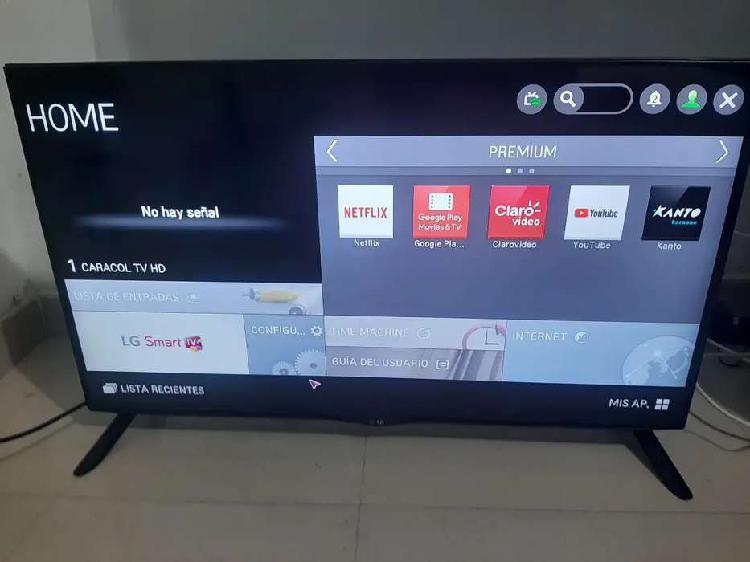 HOME
PREMIUM
No hay señal
NETFLIX
Google Play
Movies & TV
Claro
video
YouTube
KANTO
karaoke
Netflix
Google Pla...
Clarovideo
YouTube
Kanto
1 CARACOL TV HD
LISTA DE ENTRADAS
LG Smart TV
CONFIGU...
TIME MACHINE
GUÍA DEL USUARIO
INTERNET
LISTA RECIENTES
MIS AP.
LG